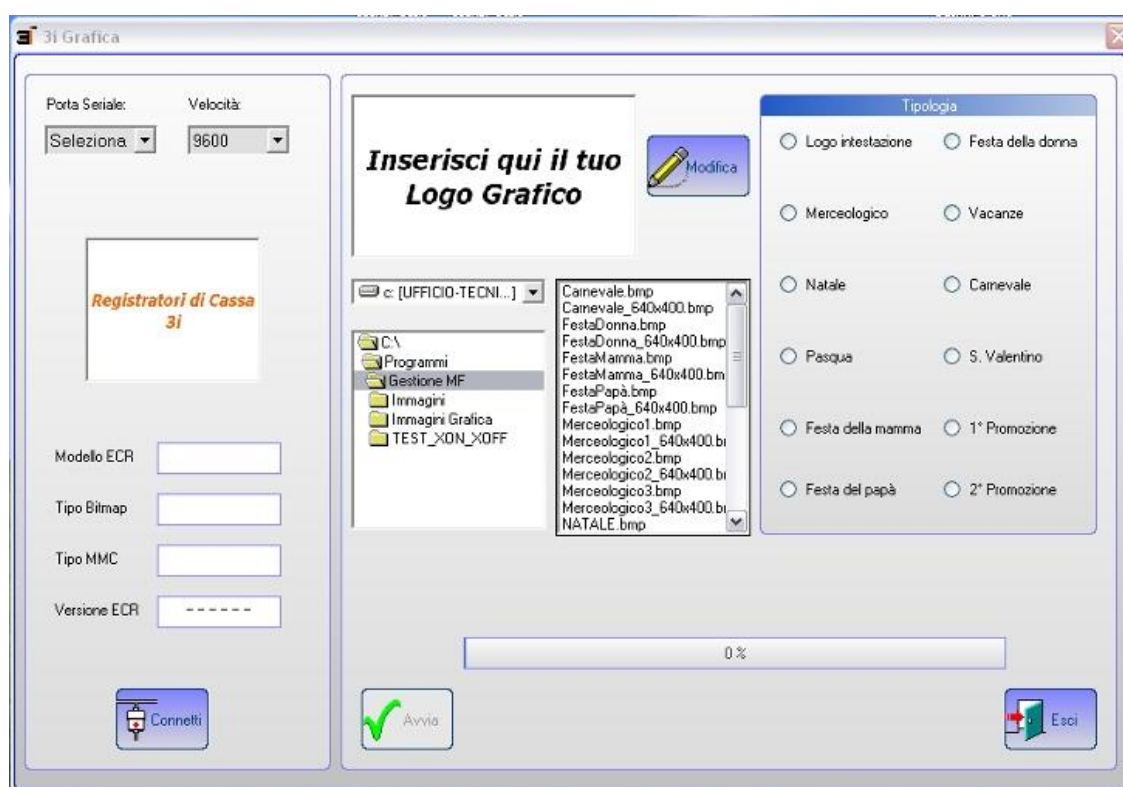 3i Grafica
Porta Seriale:
Velocità:
Seleziona
9600
Registratori di Cassa
3i
Modello ECR
Tipo Bitmap
Tipo MMC
Versione ECR
------
Connetti
Inserisci qui il tuo
Logo Grafico
Modifica
c: [UFFICIO-TECNI...]
C:\
Programmi
Gestione MF
Immagini
Immagini Grafica
TEST_XON_XOFF
Carnevale.bmp
Carnevale_640x400.bmp
FestaDonna.bmp
FestaDonna_640x400.bmp
FestaMamma.bmp
FestaMamma_640x400.bm
FestaPapà.bmp
FestaPapà_640x400.bmp
Merceologico1.bmp
Merceologico1_640x400.b
Merceologico2.bmp
Merceologico2_640x400.b
Merceologico3.bmp
Merceologico3_640x400.b
NATALE.bmp
Tipologia
Logo intestazione
Festa della donna
Merceologico
Vacanze
Natale
Carnevale
Pasqua
S. Valentino
Festa della mamma
1° Promozione
Festa del papà
2° Promozione
0 %
Avvia
Esci